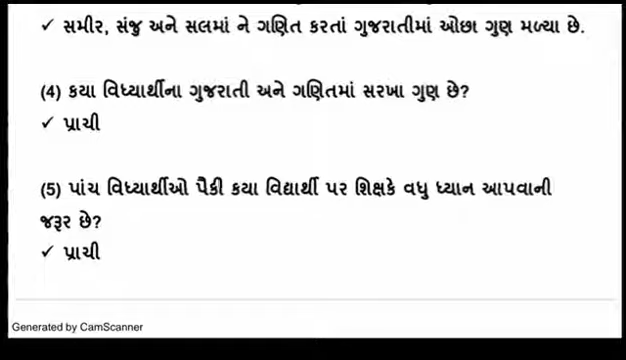 ✓ સમીર, સંજુ અને સલમાં ને ગણિત કરતાં ગુજરાતીમાં ઓછા ગુણ મળ્યા છે.
(4) કયા વિધ્યાર્થીના ગુજરાતી અને ગણિતમાં સરખા ગુણ છે?
✓ પ્રાચી
(5) પાંચ વિધ્યાર્થીઓ પૈકી કયા વિદ્યાર્થી પર શિક્ષકે વધુ ધ્યાન આપવાની
જરૂર છે?
✓ પ્રાચી
Generated by CamScanner